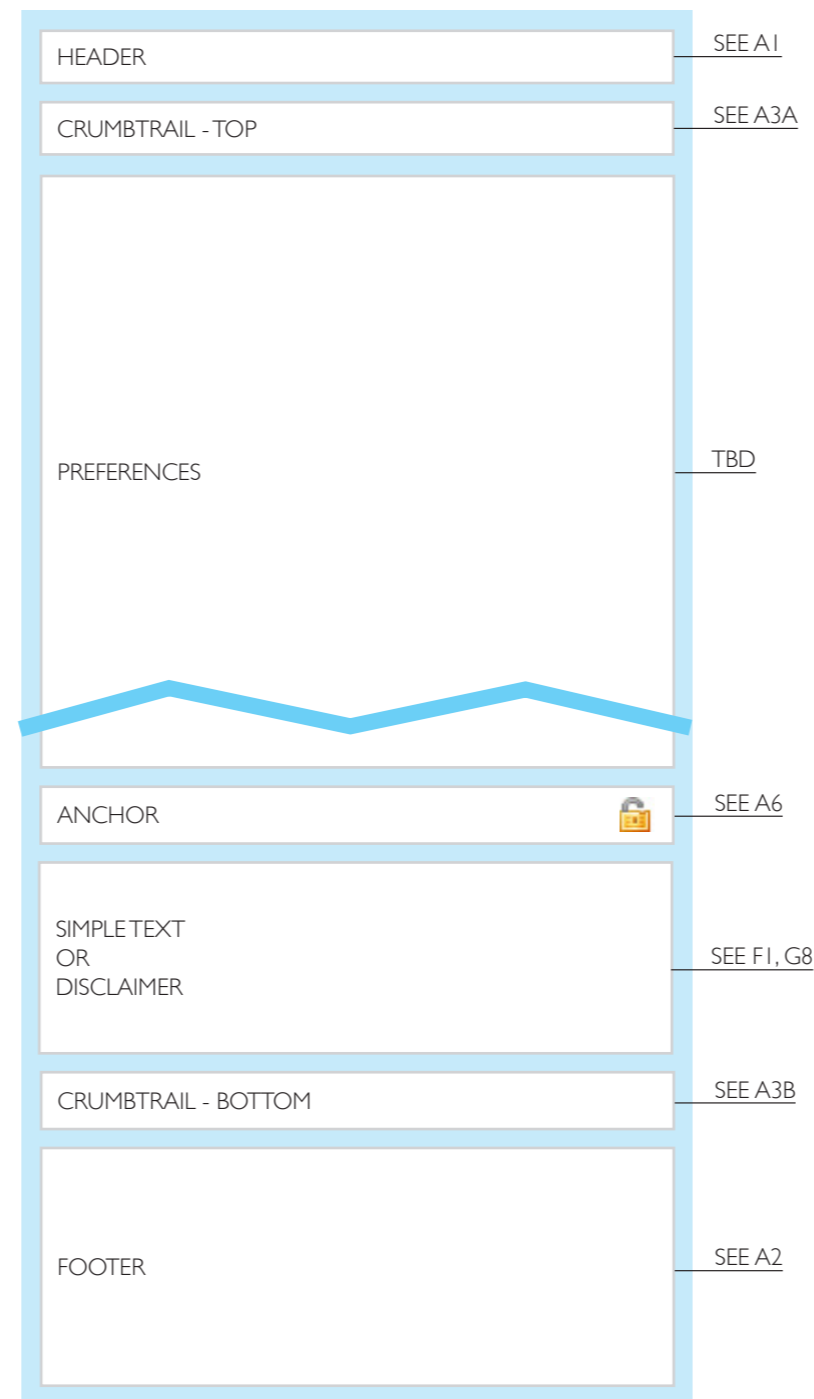 HEADER
SEE A1
CRUMBTRAIL - TOP
SEE A3A
PREFERENCES
TBD
ANCHOR
SEE A6
SIMPLE TEXT
OR
DISCLAIMER
SEE F1, G8
CRUMBTRAIL - BOTTOM
SEE A3B
FOOTER
SEE A2